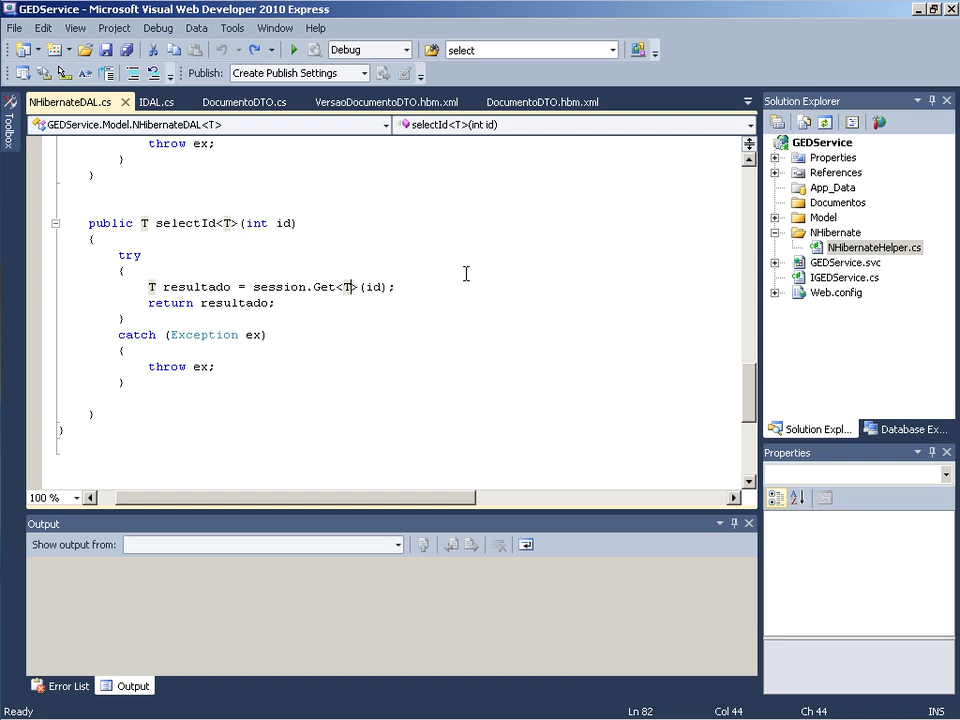 GEDService - Microsoft Visual Web Developer 2010 Express
File Edit View Project Debug Data Tools Window Help
Debug select
Publish: Create Publish Settings
NHibernateDAL.cs IDAL.cs DocumentoDTO.cs VersaoDocumentoDTO.hbm.xml DocumentoDTO.hbm.xml
Toolbox
GEDService.Model.NHibernateDAL<T> selectId<T>(int id)
throw ex;
}
}
public T selectId<T>(int id)
{
try
{
T resultado = session.Get<T>(id);
return resultado;
}
catch (Exception ex)
{
throw ex;
}
}
}
100 %
Solution Explorer
GEDService
Properties
References
App_Data
Documentos
Model
NHibernate
NHibernateHelper.cs
GEDService.svc
IGEDService.cs
Web.config
Solution Expl... Database Ex...
Properties
Output
Show output from:
Error List Output
Ready Ln 82 Col 44 Ch 44 INS